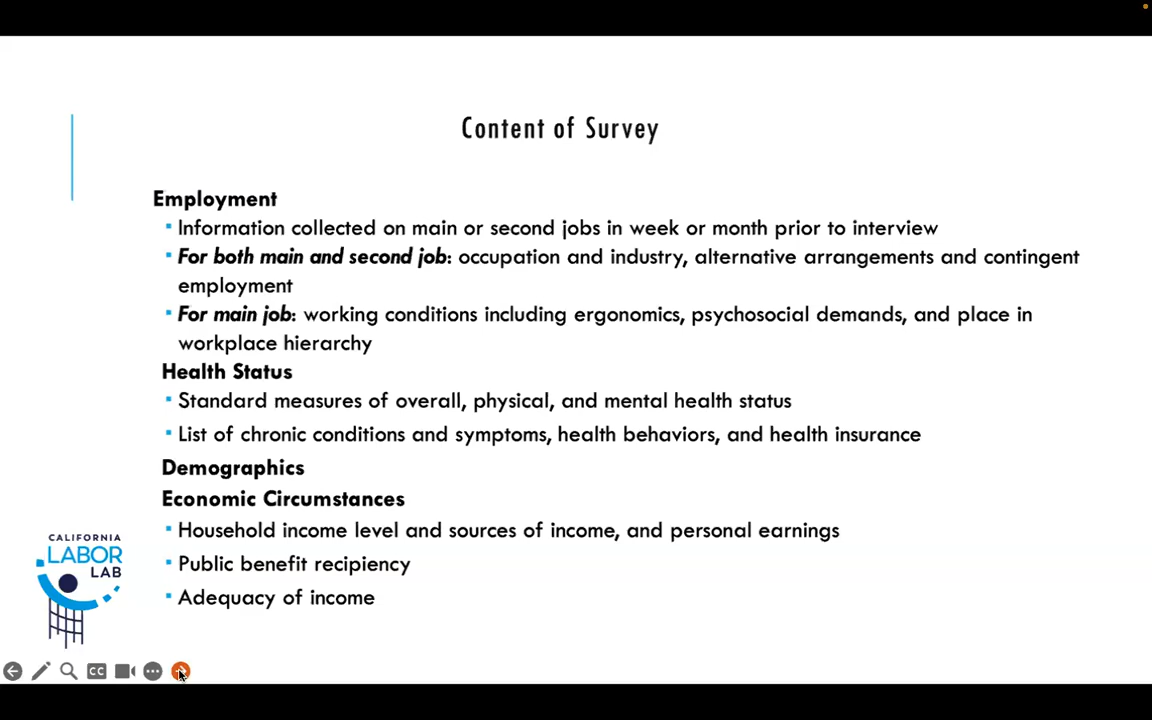 Content of Survey
Employment
▪ Information collected on main or second jobs in week or month prior to interview
▪ For both main and second job: occupation and industry, alternative arrangements and contingent
employment
▪ For main job: working conditions including ergonomics, psychosocial demands, and place in
workplace hierarchy
Health Status
▪ Standard measures of overall, physical, and mental health status
▪ List of chronic conditions and symptoms, health behaviors, and health insurance
Demographics
Economic Circumstances
▪ Household income level and sources of income, and personal earnings
▪ Public benefit recipiency
▪ Adequacy of income
CALIFORNIA
LABOR
LAB
CC